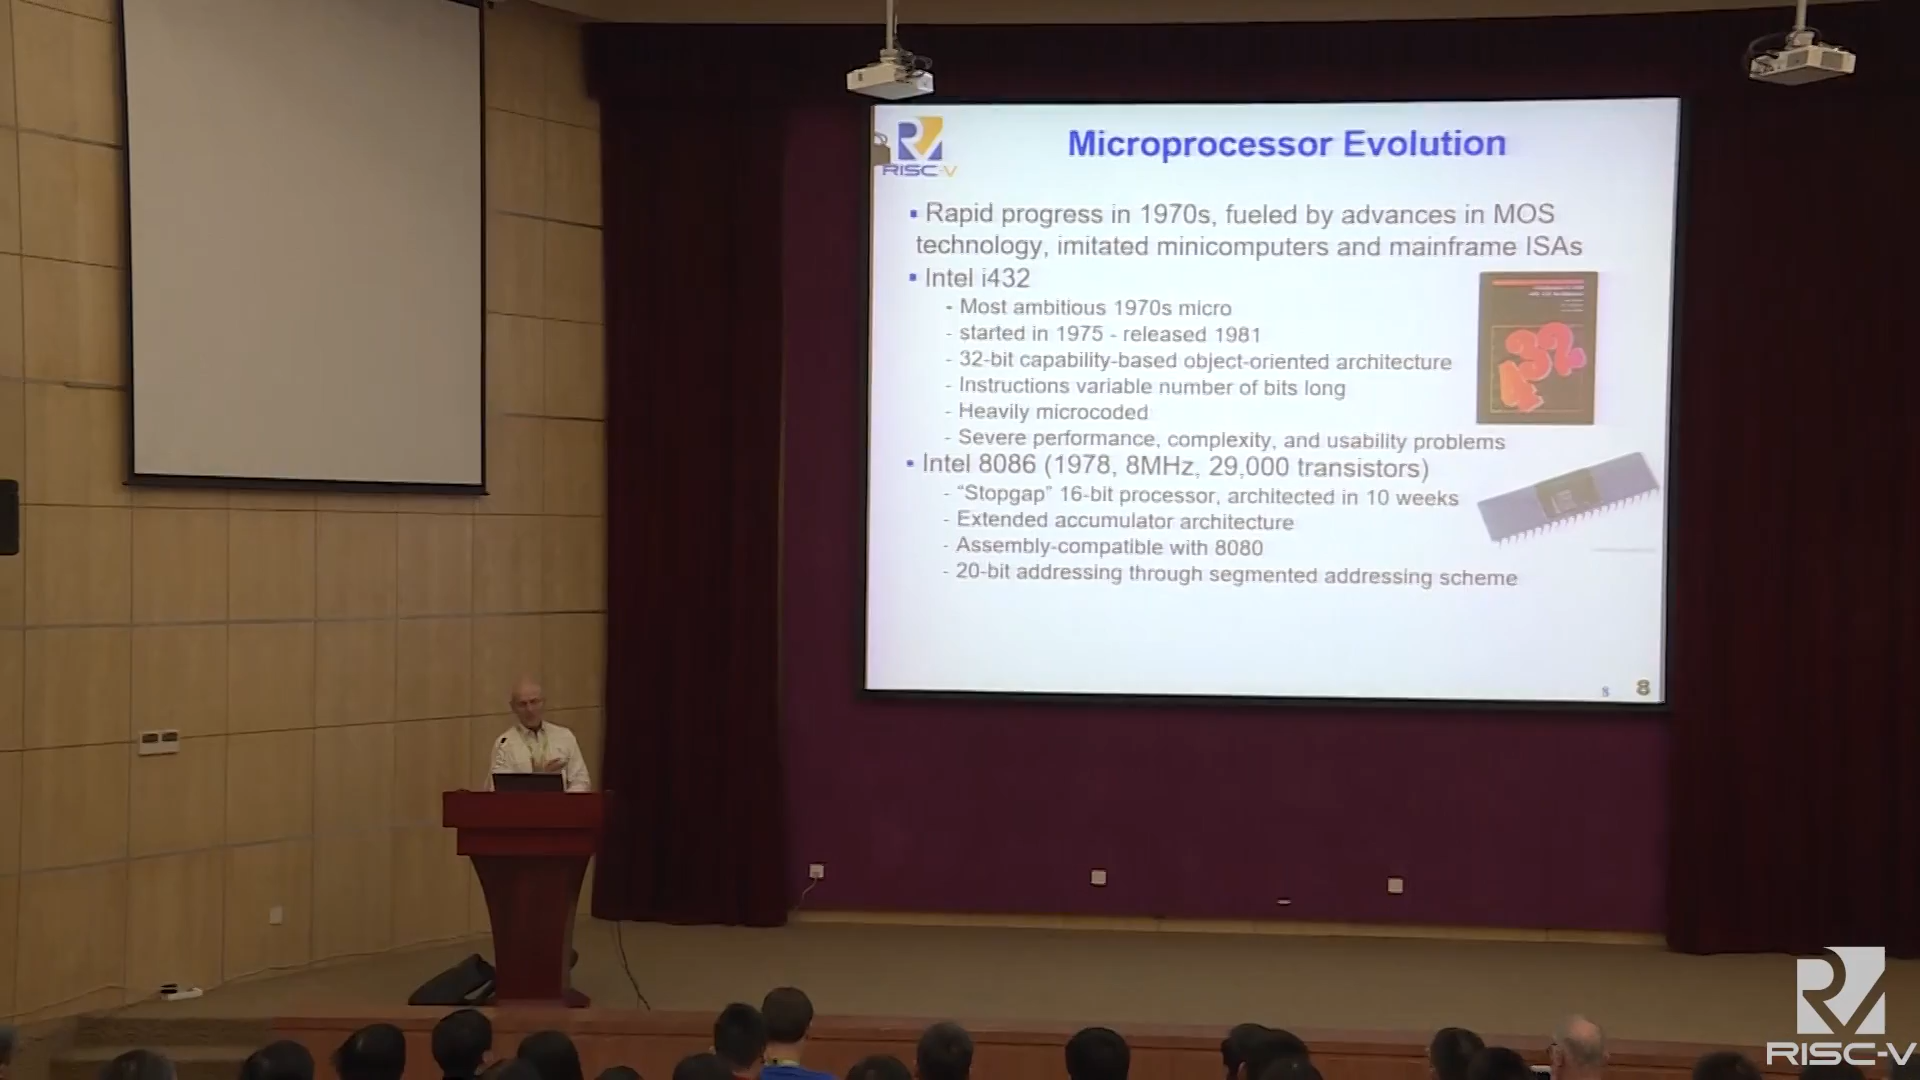 RISC-V
Microprocessor Evolution
▪ Rapid progress in 1970s, fueled by advances in MOS
technology, imitated minicomputers and mainframe ISAs
▪ Intel i432
- Most ambitious 1970s micro
- started in 1975 - released 1981
- 32-bit capability-based object-oriented architecture
- Instructions variable number of bits long
- Heavily microcoded
- Severe performance, complexity, and usability problems
432
▪ Intel 8086 (1978, 8MHz, 29,000 transistors)
- “Stopgap” 16-bit processor, architected in 10 weeks
- Extended accumulator architecture
- Assembly-compatible with 8080
- 20-bit addressing through segmented addressing scheme
8 8
RISC-V